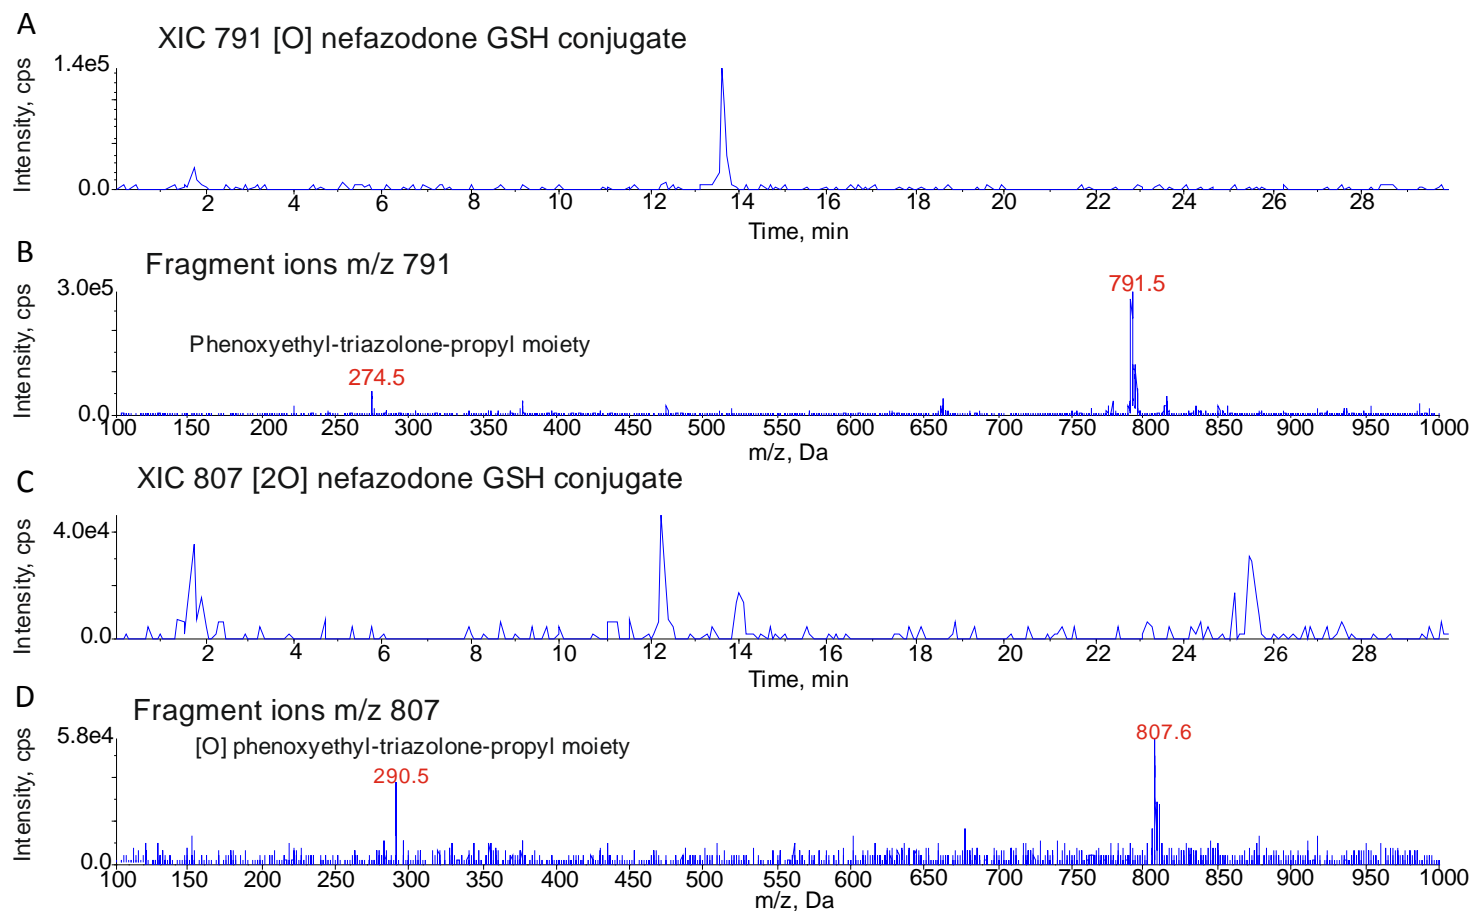 A
XIC 791 [O] nefazodone GSH conjugate
Intensity, cps
1.4e5
0.0
2 4 6 8 10 12 14 16 18 20 22 24 26 28
Time, min
B
Fragment ions m/z 791
Intensity, cps
3.0e5
791.5
Phenoxyethyl-triazolone-propyl moiety
274.5
0.0
100 150 200 250 300 350 400 450 500 550 600 650 700 750 800 850 900 950 1000
m/z, Da
C
XIC 807 [2O] nefazodone GSH conjugate
Intensity, cps
4.0e4
0.0
2 4 6 8 10 12 14 16 18 20 22 24 26 28
Time, min
D
Fragment ions m/z 807
Intensity, cps
5.8e4
807.6
[O] phenoxyethyl-triazolone-propyl moiety
290.5
0.0
100 150 200 250 300 350 400 450 500 550 600 650 700 750 800 850 900 950 1000
m/z, Da